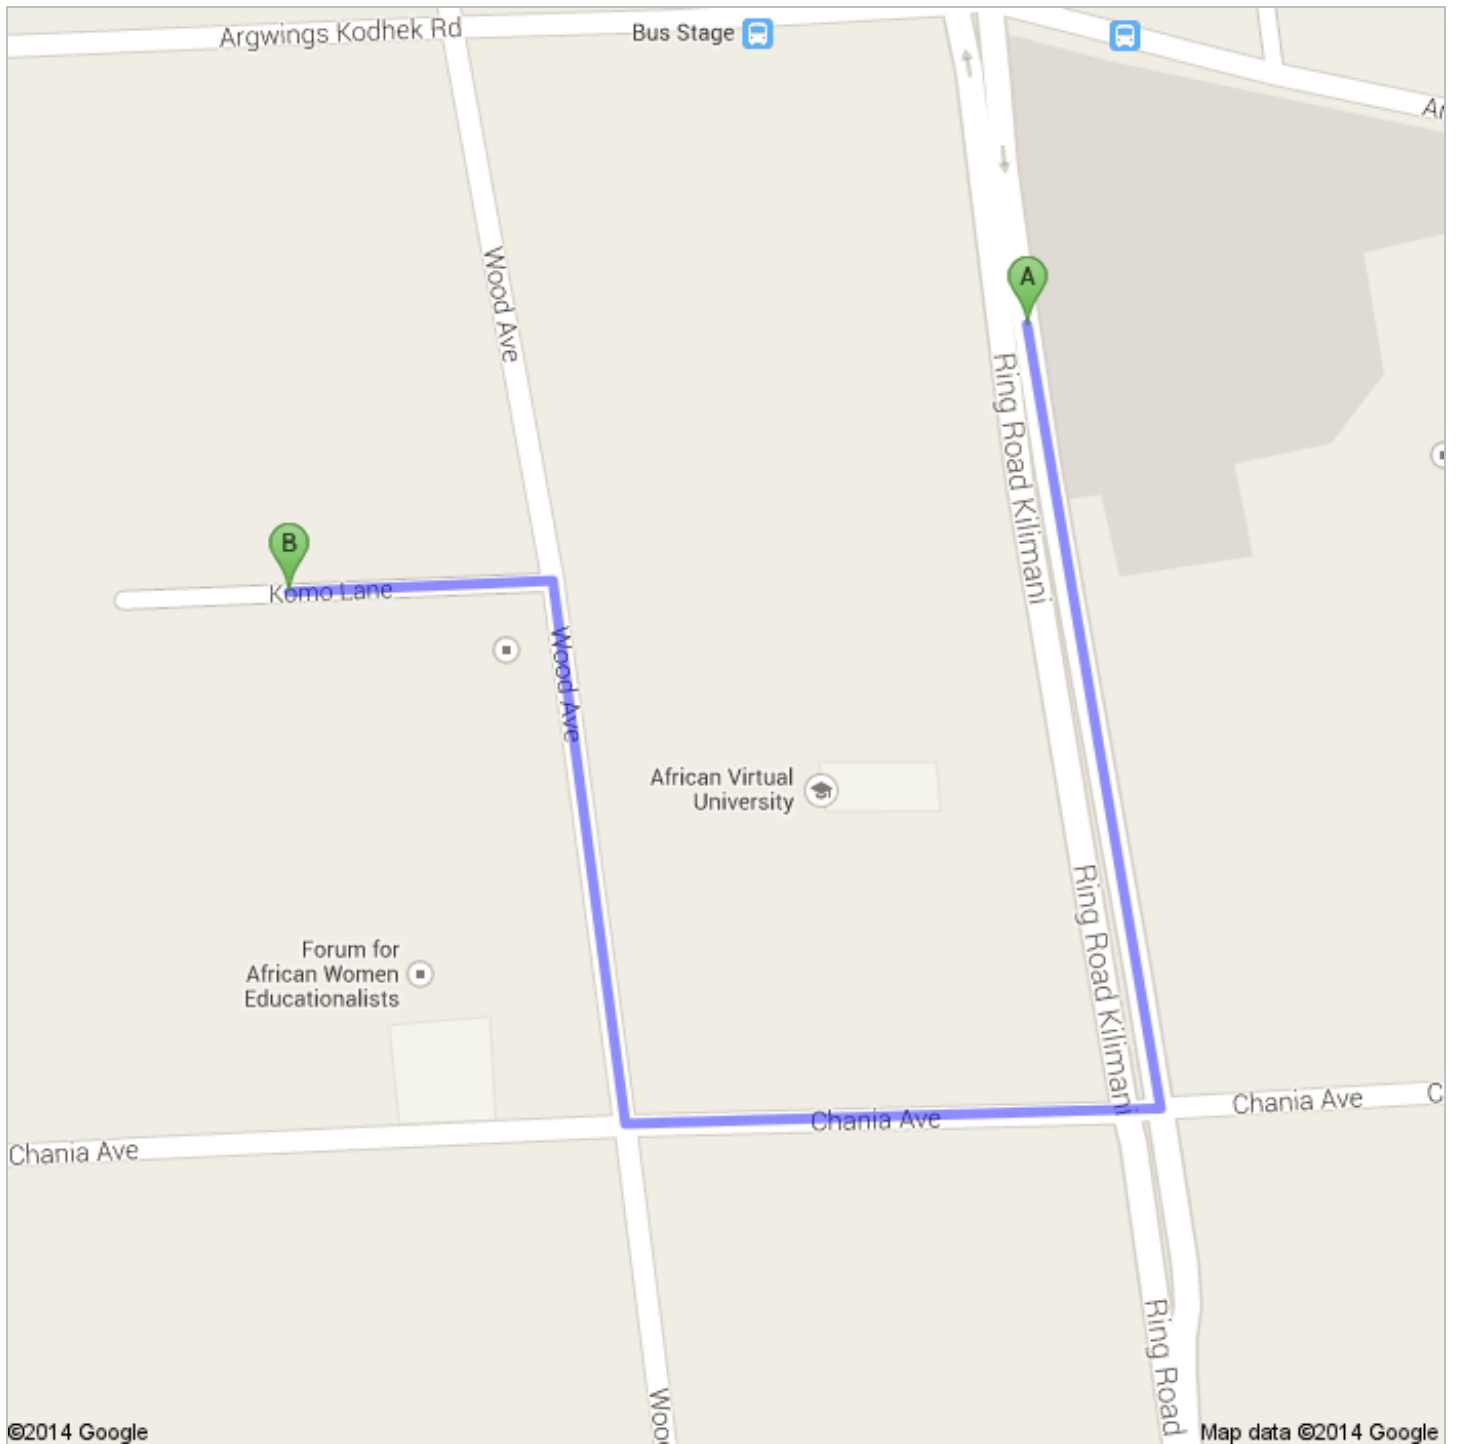 Argwings Kodhek Rd
Bus Stage
Ar
Wood Ave
A
Ring Road Kilimani
B
Komo Lane
Wood Ave
African Virtual
University
Ring Road Kilimani
Forum for
African Women
Educationalists
Chania Ave
Chania Ave
C
Chania Ave
Ring Road
Woo
©2014 Google
Map data ©2014 Google